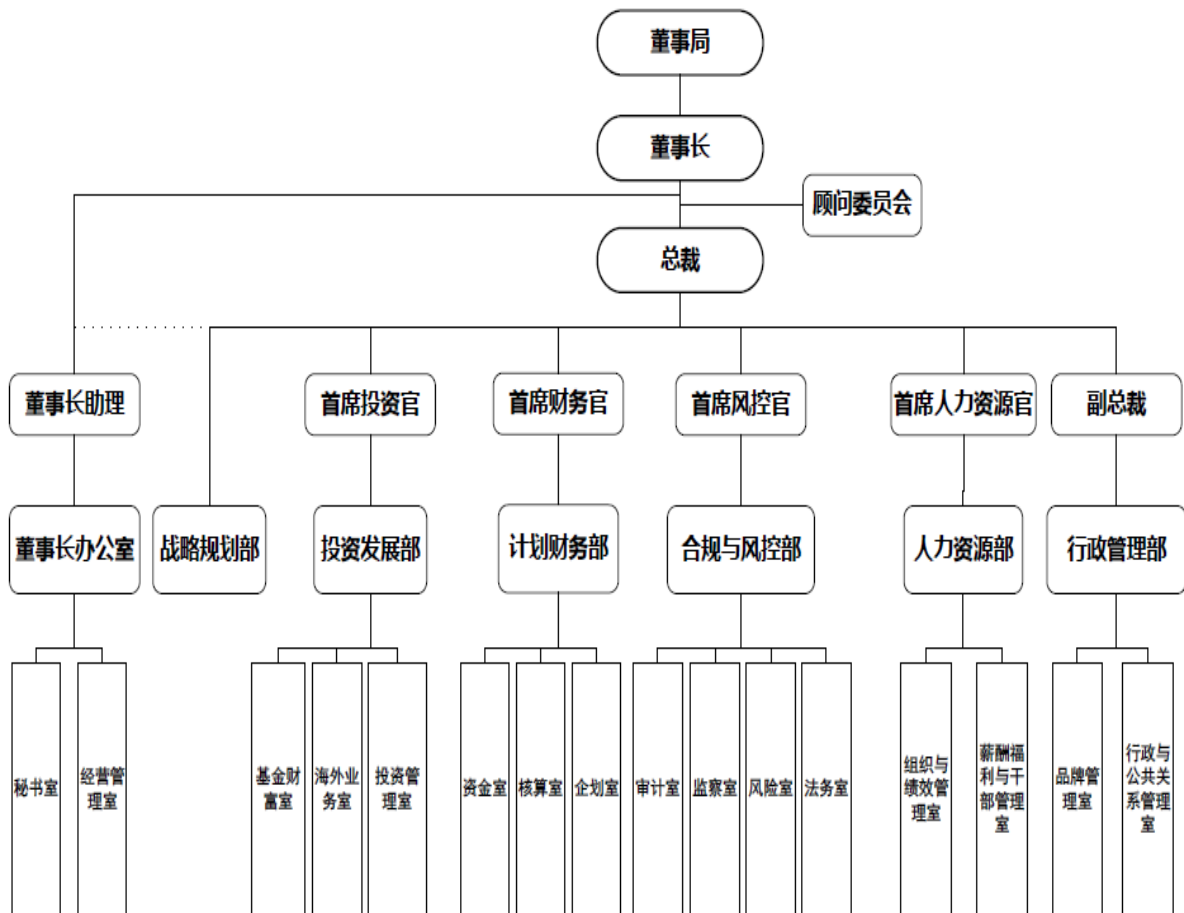 董事局
董事长
顾问委员会
总裁
董事长助理
首席投资官
首席财务官
首席风控官
首席人力资源官
副总裁
董事长办公室
战略规划部
投资发展部
计划财务部
合规与风控部
人力资源部
行政管理部
秘书室
经营管
理室
基金财
富室
海外业
务室
投资管
理室
资金室
核算室
企划室
审计室
监察室
风险室
法务室
组织与
绩效管
理室
薪酬福
利与干
部管理
室
品牌管
理室
行政与
公共关
系管理
室